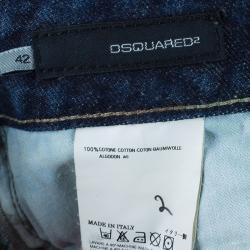 42
DSQUARED²
100%COTONE COTTON COTON BAUMWOLLE
ALGODON
2
MADE IN ITALY